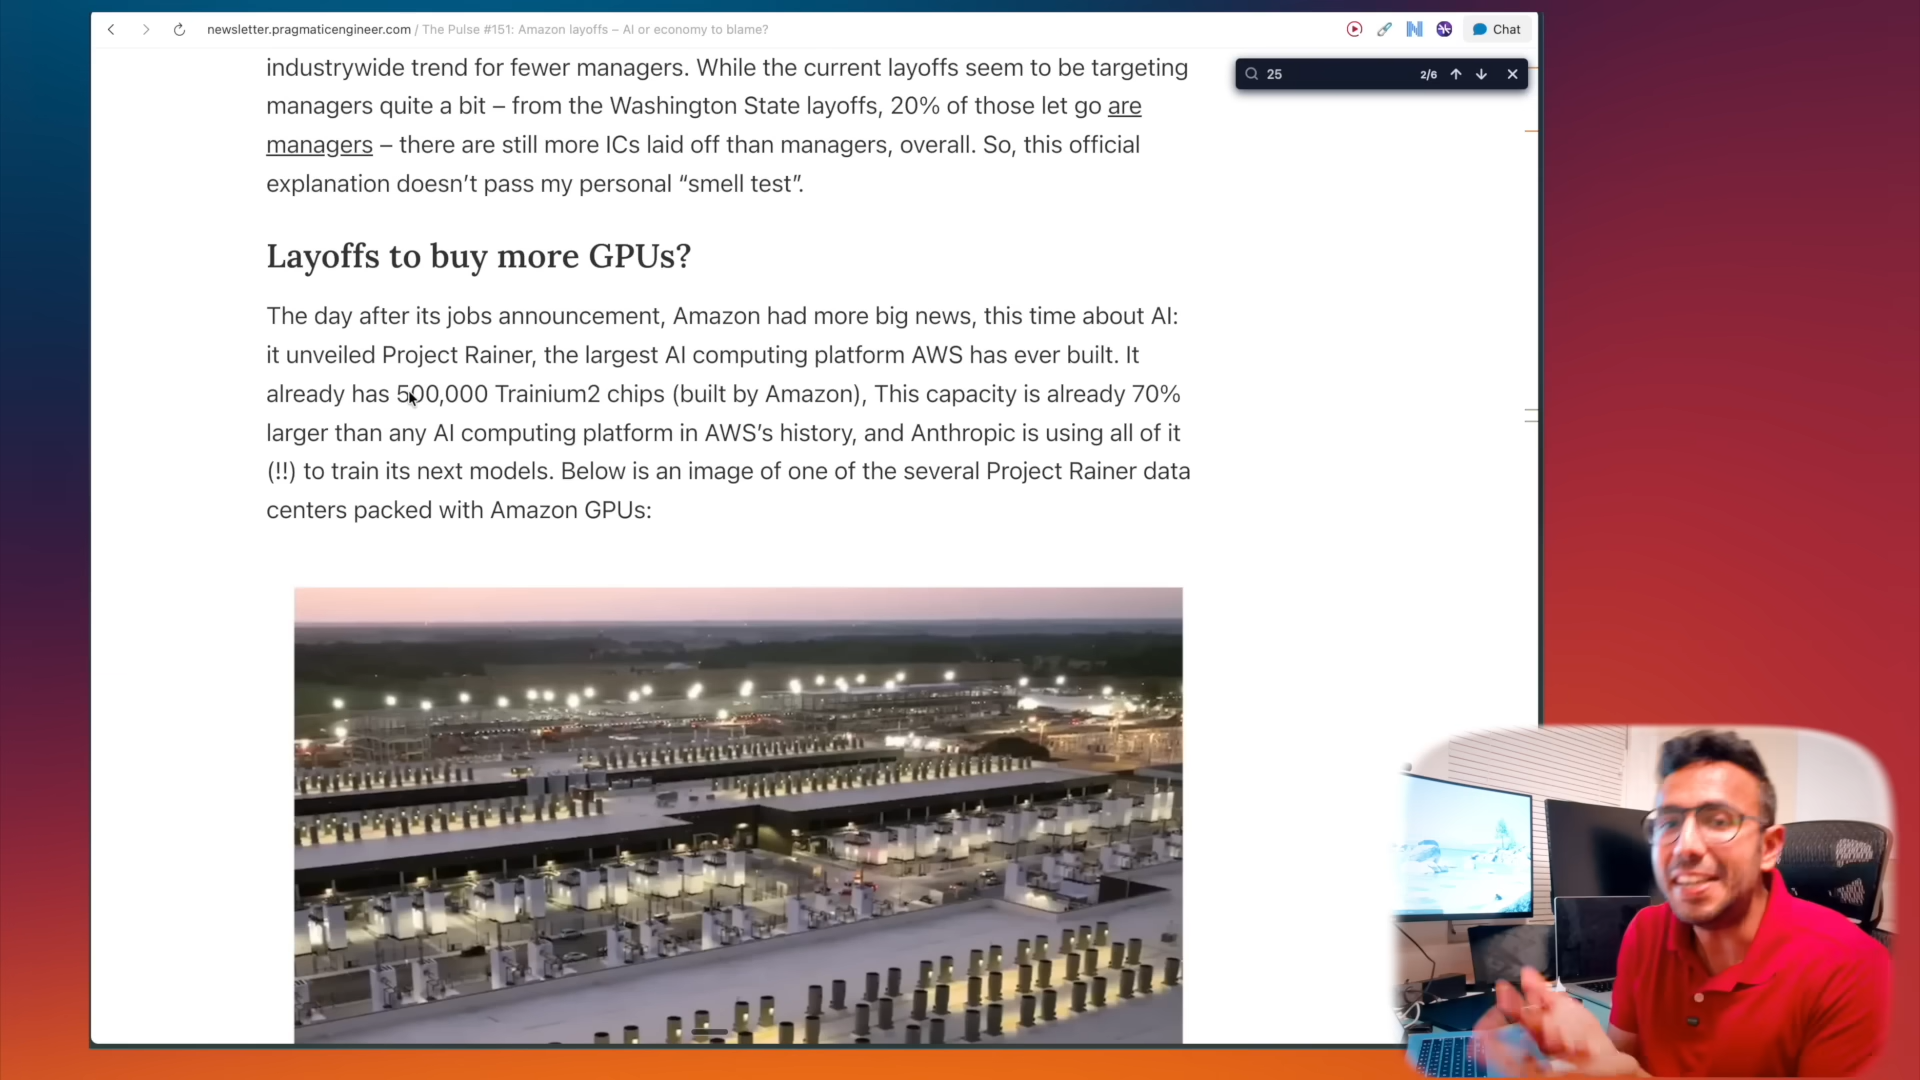 newsletter.pragmaticengineer.com / The Pulse #151: Amazon layoffs – AI or economy to blame?
Chat
25
2/6
industrywide trend for fewer managers. While the current layoffs seem to be targeting
managers quite a bit – from the Washington State layoffs, 20% of those let go are
managers – there are still more ICs laid off than managers, overall. So, this official
explanation doesn’t pass my personal “smell test”.
Layoffs to buy more GPUs?
The day after its jobs announcement, Amazon had more big news, this time about AI:
it unveiled Project Rainer, the largest AI computing platform AWS has ever built. It
already has 500,000 Trainium2 chips (built by Amazon), This capacity is already 70%
larger than any AI computing platform in AWS’s history, and Anthropic is using all of it
(!!) to train its next models. Below is an image of one of the several Project Rainer data
centers packed with Amazon GPUs: